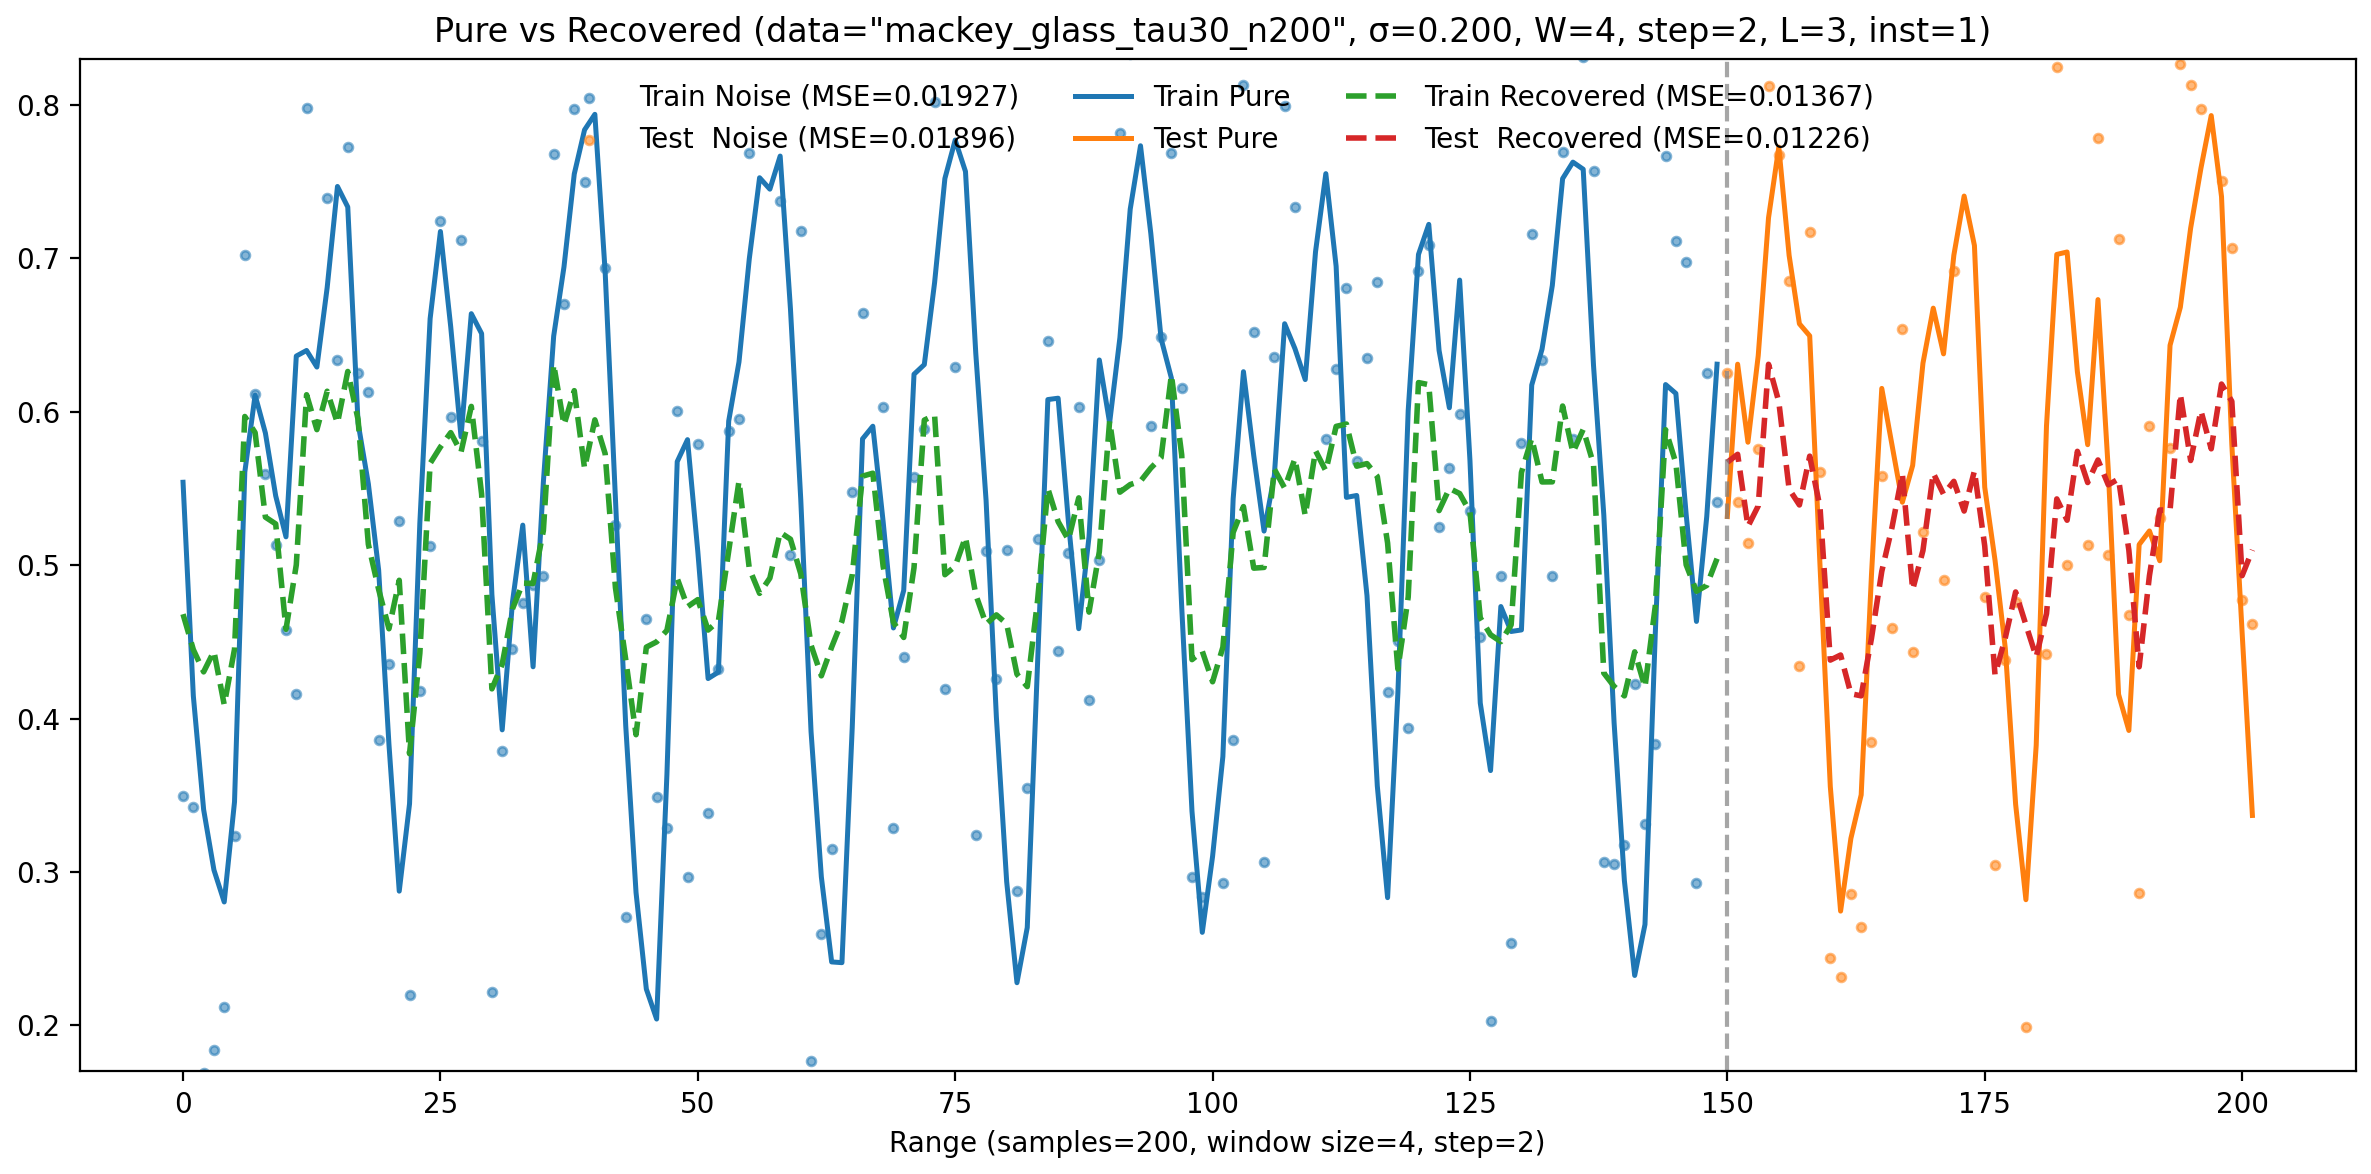 Pure vs Recovered (data="mackey_glass_tau30_n200", σ=0.200, W=4, step=2, L=3, inst=1)
Train Noise (MSE=0.01927) Train Pure Train Recovered (MSE=0.01367)
Test  Noise (MSE=0.01896) Test Pure Test  Recovered (MSE=0.01226)
0.8
0.7
0.6
0.5
0.4
0.3
0.2
0 25 50 75 100 125 150 175 200
Range (samples=200, window size=4, step=2)